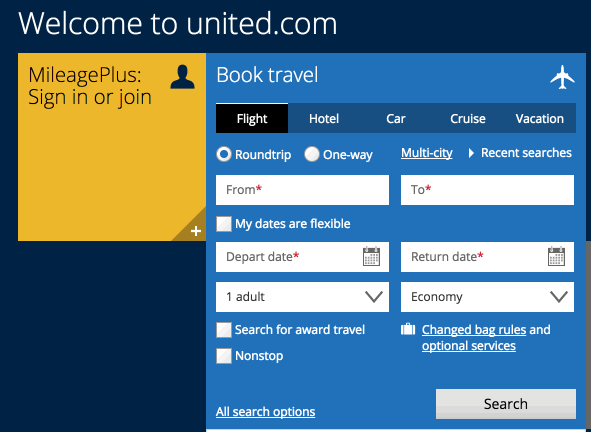 Welcome to united.com
MileagePlus:
Sign in or join
+
Book travel
Flight Hotel Car Cruise Vacation
Roundtrip One-way Multi-city Recent searches
From* To*
My dates are flexible
Depart date* Return date*
1 adult Economy
Search for award travel
Changed bag rules and
optional services
Nonstop
All search options
Search